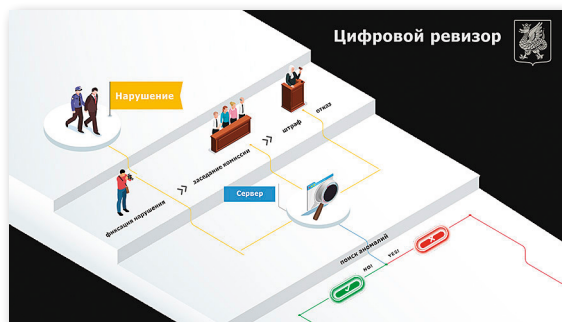 Цифровой ревизор
Нарушение
фиксация нарушения
заседание комиссии
штраф
отказ
Сервер
поиск аномалий
NO!
YES!